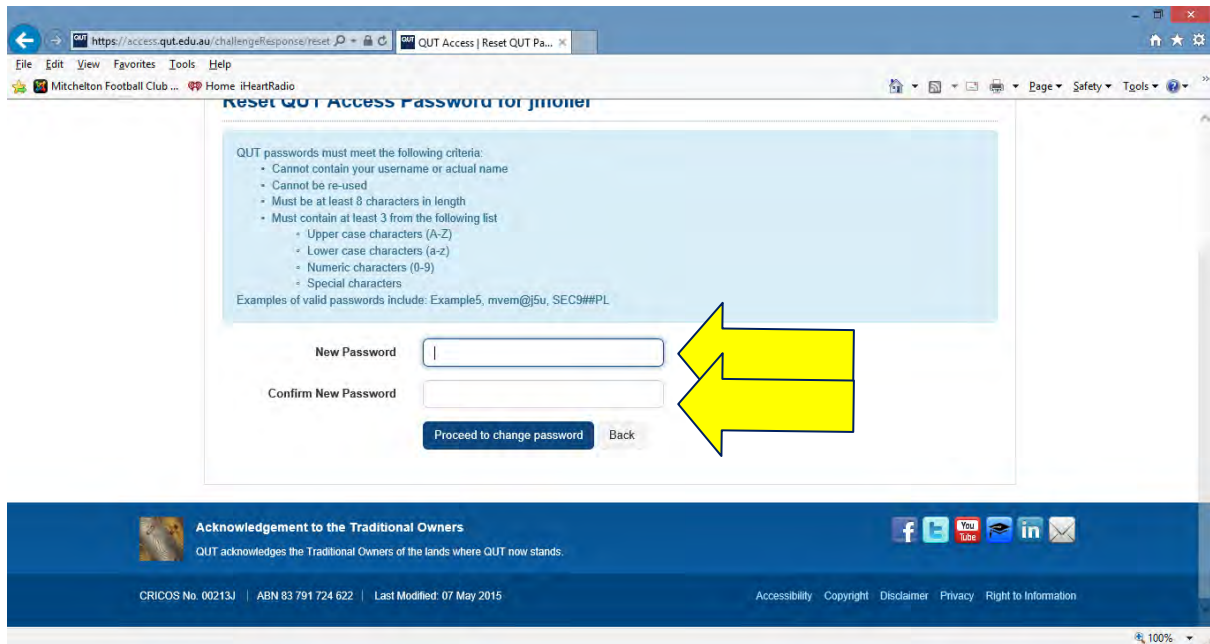 https://access.qut.edu.au/challengeResponse/reset
QUT Access | Reset QUT Pa...
File Edit View Favorites Tools Help
Mitchelton Football Club ... Home iHeartRadio
Page Safety Tools
Reset QUT Access Password for jmoller
QUT passwords must meet the following criteria:
• Cannot contain your username or actual name
• Cannot be re-used
• Must be at least 8 characters in length
• Must contain at least 3 from the following list
◦ Upper case characters (A-Z)
◦ Lower case characters (a-z)
◦ Numeric characters (0-9)
◦ Special characters
Examples of valid passwords include: Example5, mvem@j5u, SEC9##PL
New Password
Confirm New Password
Proceed to change password Back
Acknowledgement to the Traditional Owners
QUT acknowledges the Traditional Owners of the lands where QUT now stands.
You Tube
in
CRICOS No. 00213J | ABN 83 791 724 622 | Last Modified: 07 May 2015
Accessibility Copyright Disclaimer Privacy Right to Information
100%